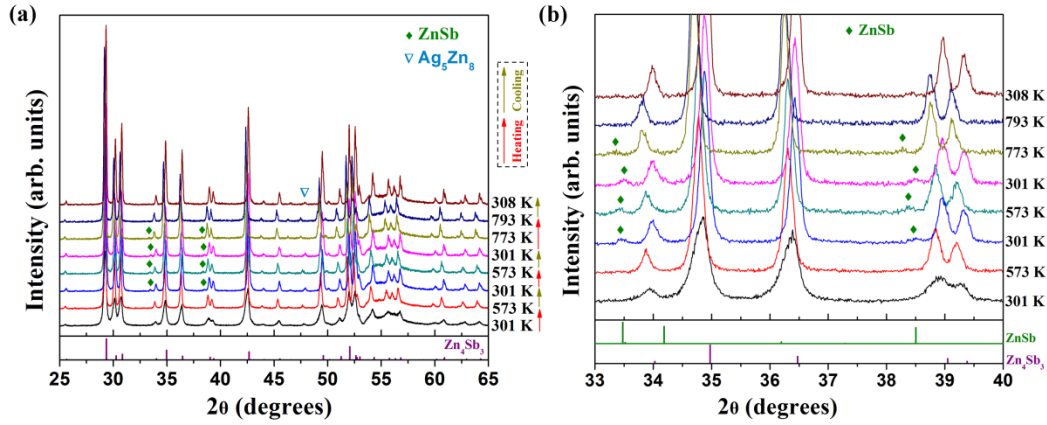 (a)
ZnSb
Ag5Zn8
Heating
Cooling
Intensity (arb. units)
308 K
793 K
773 K
301 K
573 K
301 K
573 K
301 K
Zn4Sb3
25 30 35 40 45 50 55 60 65
2θ (degrees)
(b)
ZnSb
Intensity (arb. units)
308 K
793 K
773 K
301 K
573 K
301 K
573 K
301 K
ZnSb
Zn4Sb3
33 34 35 36 37 38 39 40
2θ (degrees)